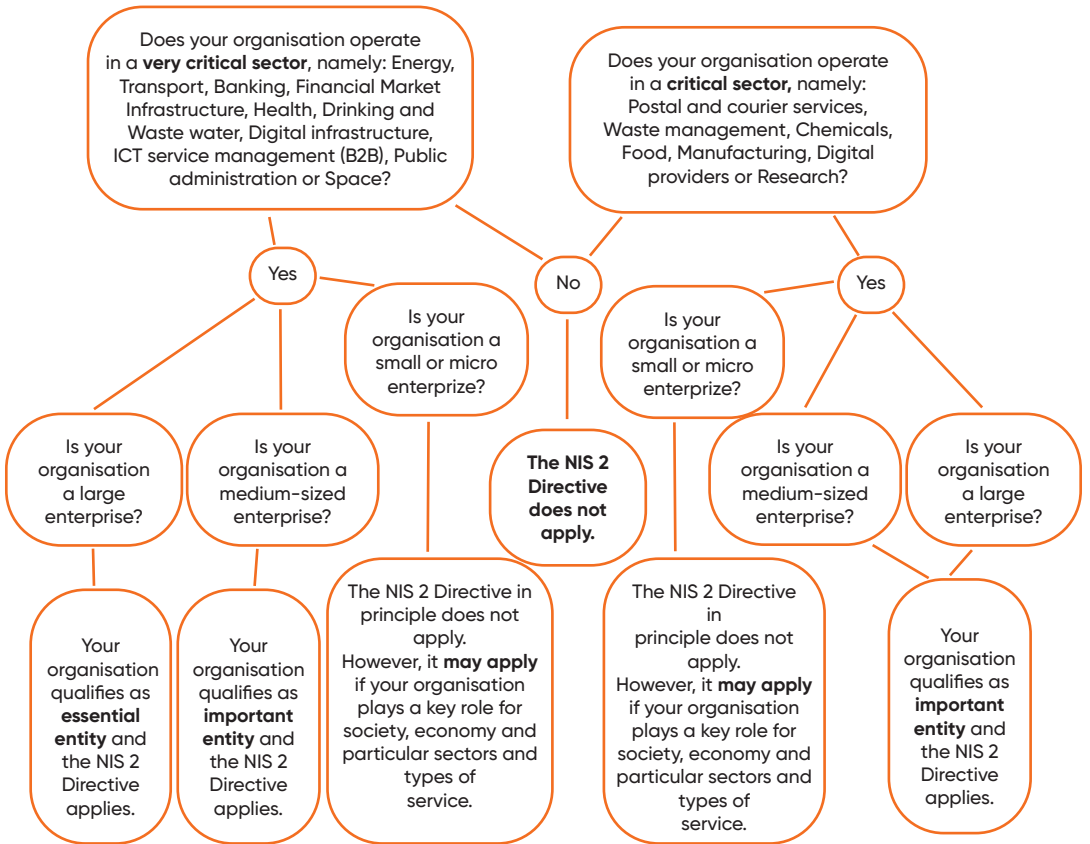 Does your organisation operate
in a very critical sector, namely: Energy,
Transport, Banking, Financial Market
Infrastructure, Health, Drinking and
Waste water, Digital infrastructure,
ICT service management (B2B), Public
administration or Space?
Does your organisation operate
in a critical sector, namely:
Postal and courier services,
Waste management, Chemicals,
Food, Manufacturing, Digital
providers or Research?
Yes
No
Yes
Is your
organisation a
small or micro
enterprize?
Is your
organisation a
small or micro
enterprize?
Is your
organisation
a large
enterprise?
Is your
organisation a
medium-sized
enterprise?
The NIS 2
Directive
does not
apply.
Is your
organisation a
medium-sized
enterprise?
Is your
organisation
a large
enterprise?
Your
organisation
qualifies as
essential
entity and
the NIS 2
Directive
applies.
Your
organisation
qualifies as
important
entity and
the NIS 2
Directive
applies.
The NIS 2 Directive in
principle does not
apply.
However, it may apply
if your organisation
plays a key role for
society, economy and
particular sectors and
types of
service.
The NIS 2 Directive
in
principle does not
apply.
However, it may apply
if your organisation
plays a key role for
society, economy and
particular sectors and
types of
service.
Your
organisation
qualifies as
important
entity and
the NIS 2
Directive
applies.